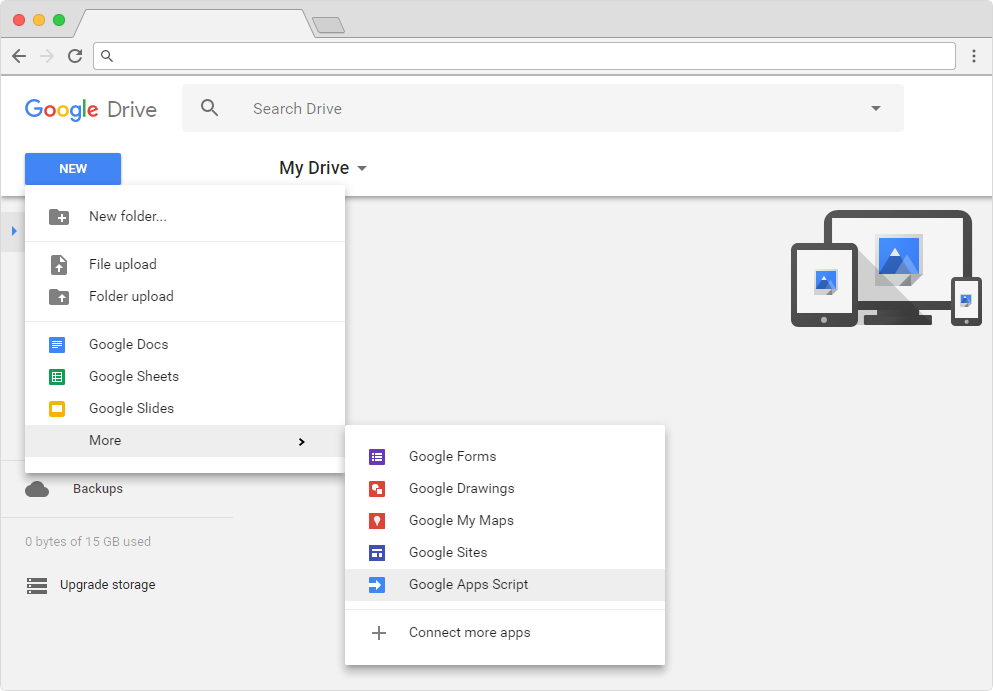 Google Drive
Search Drive
NEW
My Drive
New folder...
File upload
Folder upload
Google Docs
Google Sheets
Google Slides
More
Google Forms
Google Drawings
Google My Maps
Google Sites
Google Apps Script
Connect more apps
Backups
0 bytes of 15 GB used
Upgrade storage